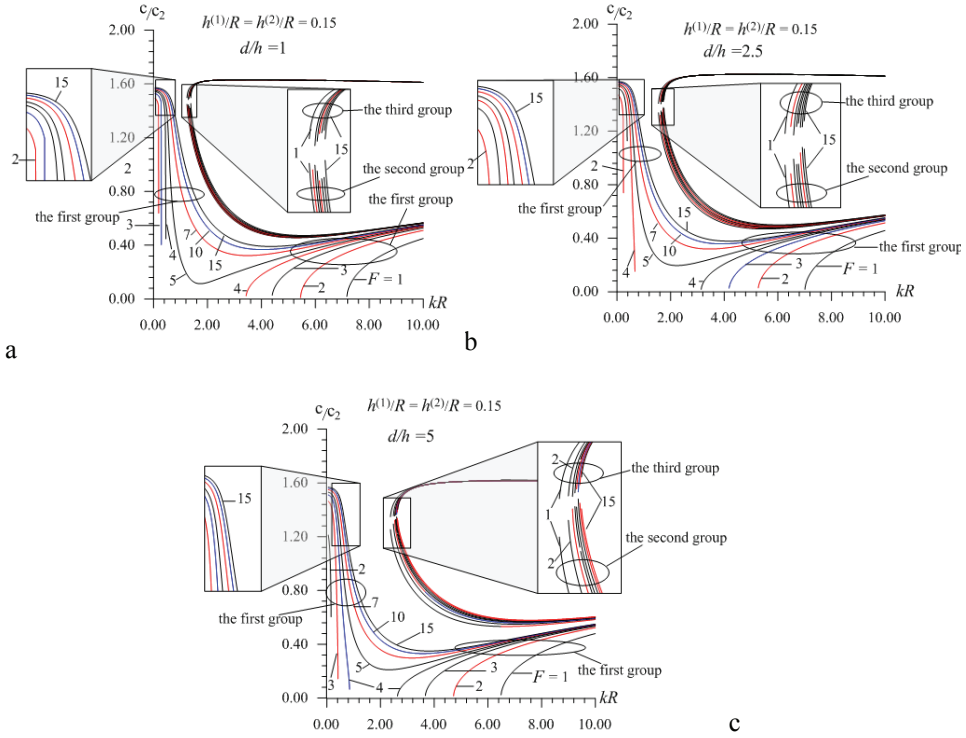 c/c₂
h⁽¹⁾/R = h⁽²⁾/R = 0.15
d/h =1
2.00
1.60
1.20
0.80
0.40
0.00
0.00 2.00 4.00 6.00 8.00 10.00
kR
15
2
the third group
1
15
the second group
2
the first group
the first group
3
4
7
10
15
5
4
3
2
F = 1
a
c/c₂
h⁽¹⁾/R = h⁽²⁾/R = 0.15
d/h =2.5
2.00
1.60
1.20
0.80
0.40
0.00
0.00 2.00 4.00 6.00 8.00 10.00
kR
15
2
the third group
1
15
the second group
2
the first group
15
7
10
4
5
the first group
4
3
2
F = 1
b
c/c₂
h⁽¹⁾/R = h⁽²⁾/R = 0.15
d/h =5
2.00
1.60
1.20
0.80
0.40
0.00
0.00 2.00 4.00 6.00 8.00 10.00
kR
15
2
the third group
1
15
2
the second group
2
the first group
7
10
15
5
3
4
3
2
F = 1
the first group
c